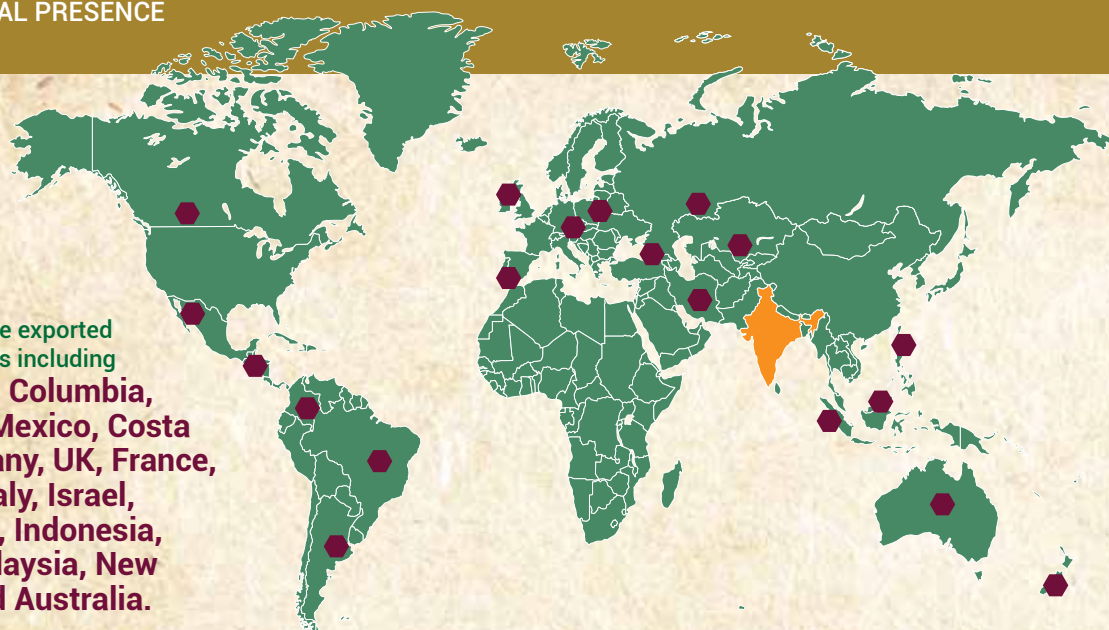 AL PRESENCE
e exported
s including
Columbia,
Mexico, Costa
any, UK, France,
aly, Israel,
, Indonesia,
laysia, New
d Australia.